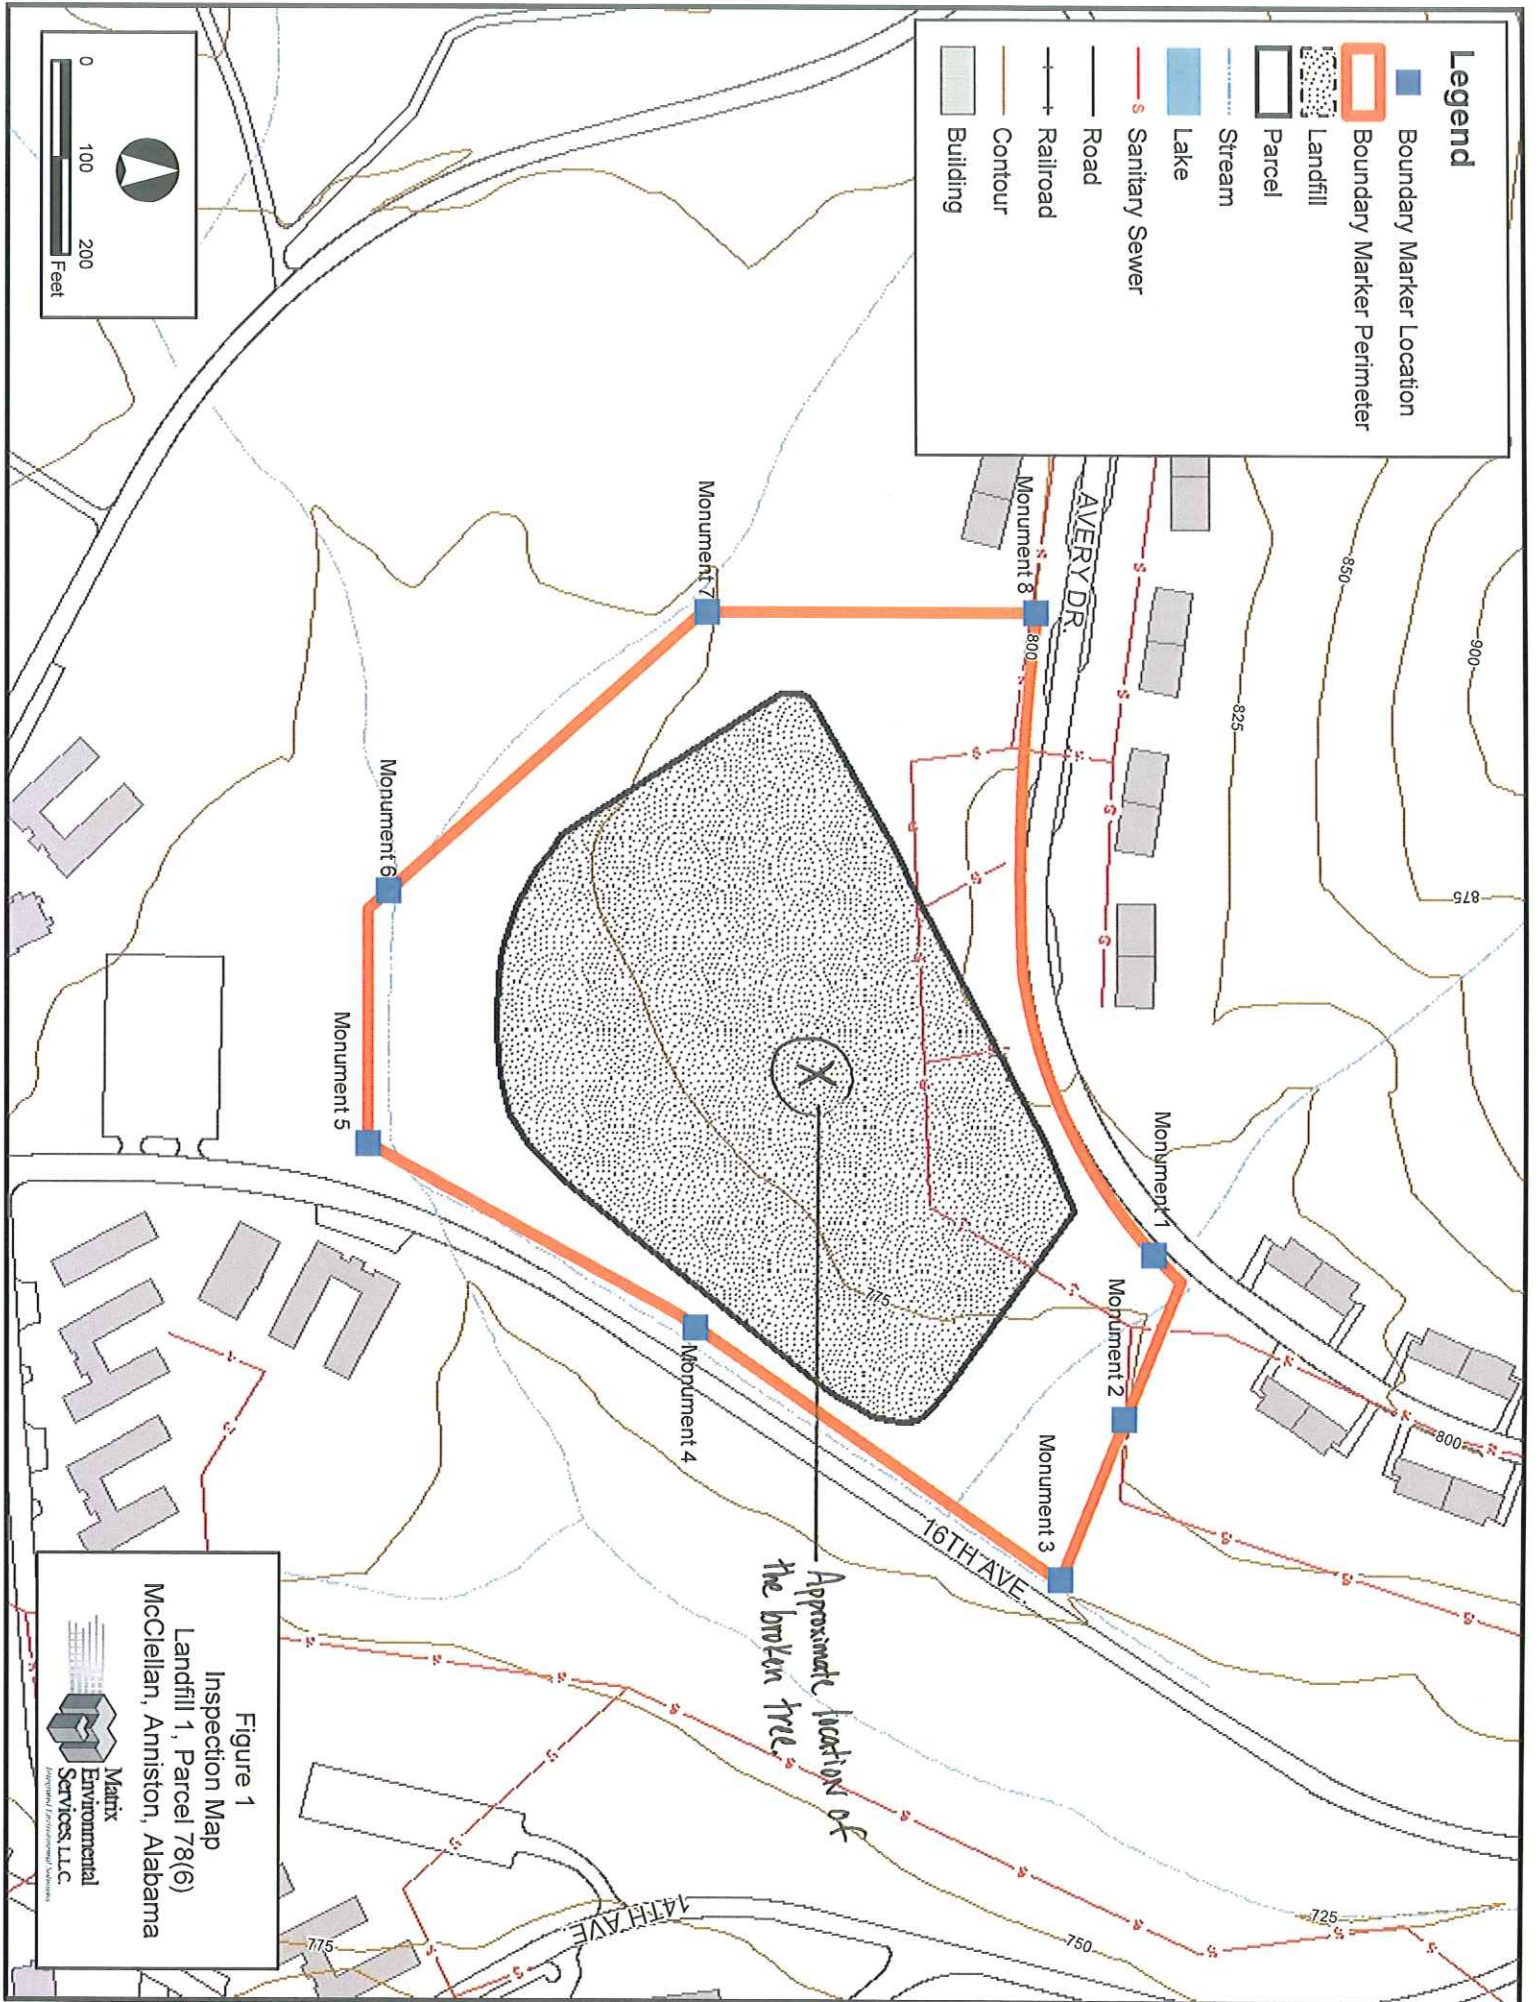 Legend
Boundary Marker Location
Boundary Marker Perimeter
Landfill
Parcel
Stream
Lake
S
Sanitary Sewer
Road
Railroad
Contour
Building
900
875
850
825
AVERY DR.
Monument 8
800
Monument 1
Monument 2
800
Monument 3
Monument 7
775
16TH AVE.
Monument 4
X
Approximate location of
the broken tree.
Monument 6
Monument 5
725
750
14TH AVE.
775
0 100 200
Feet
Figure 1
Inspection Map
Landfill 1, Parcel 78(6)
McClellan, Anniston, Alabama
Matrix
Environmental
Services, L.L.C.
Integrated Environmental Solutions